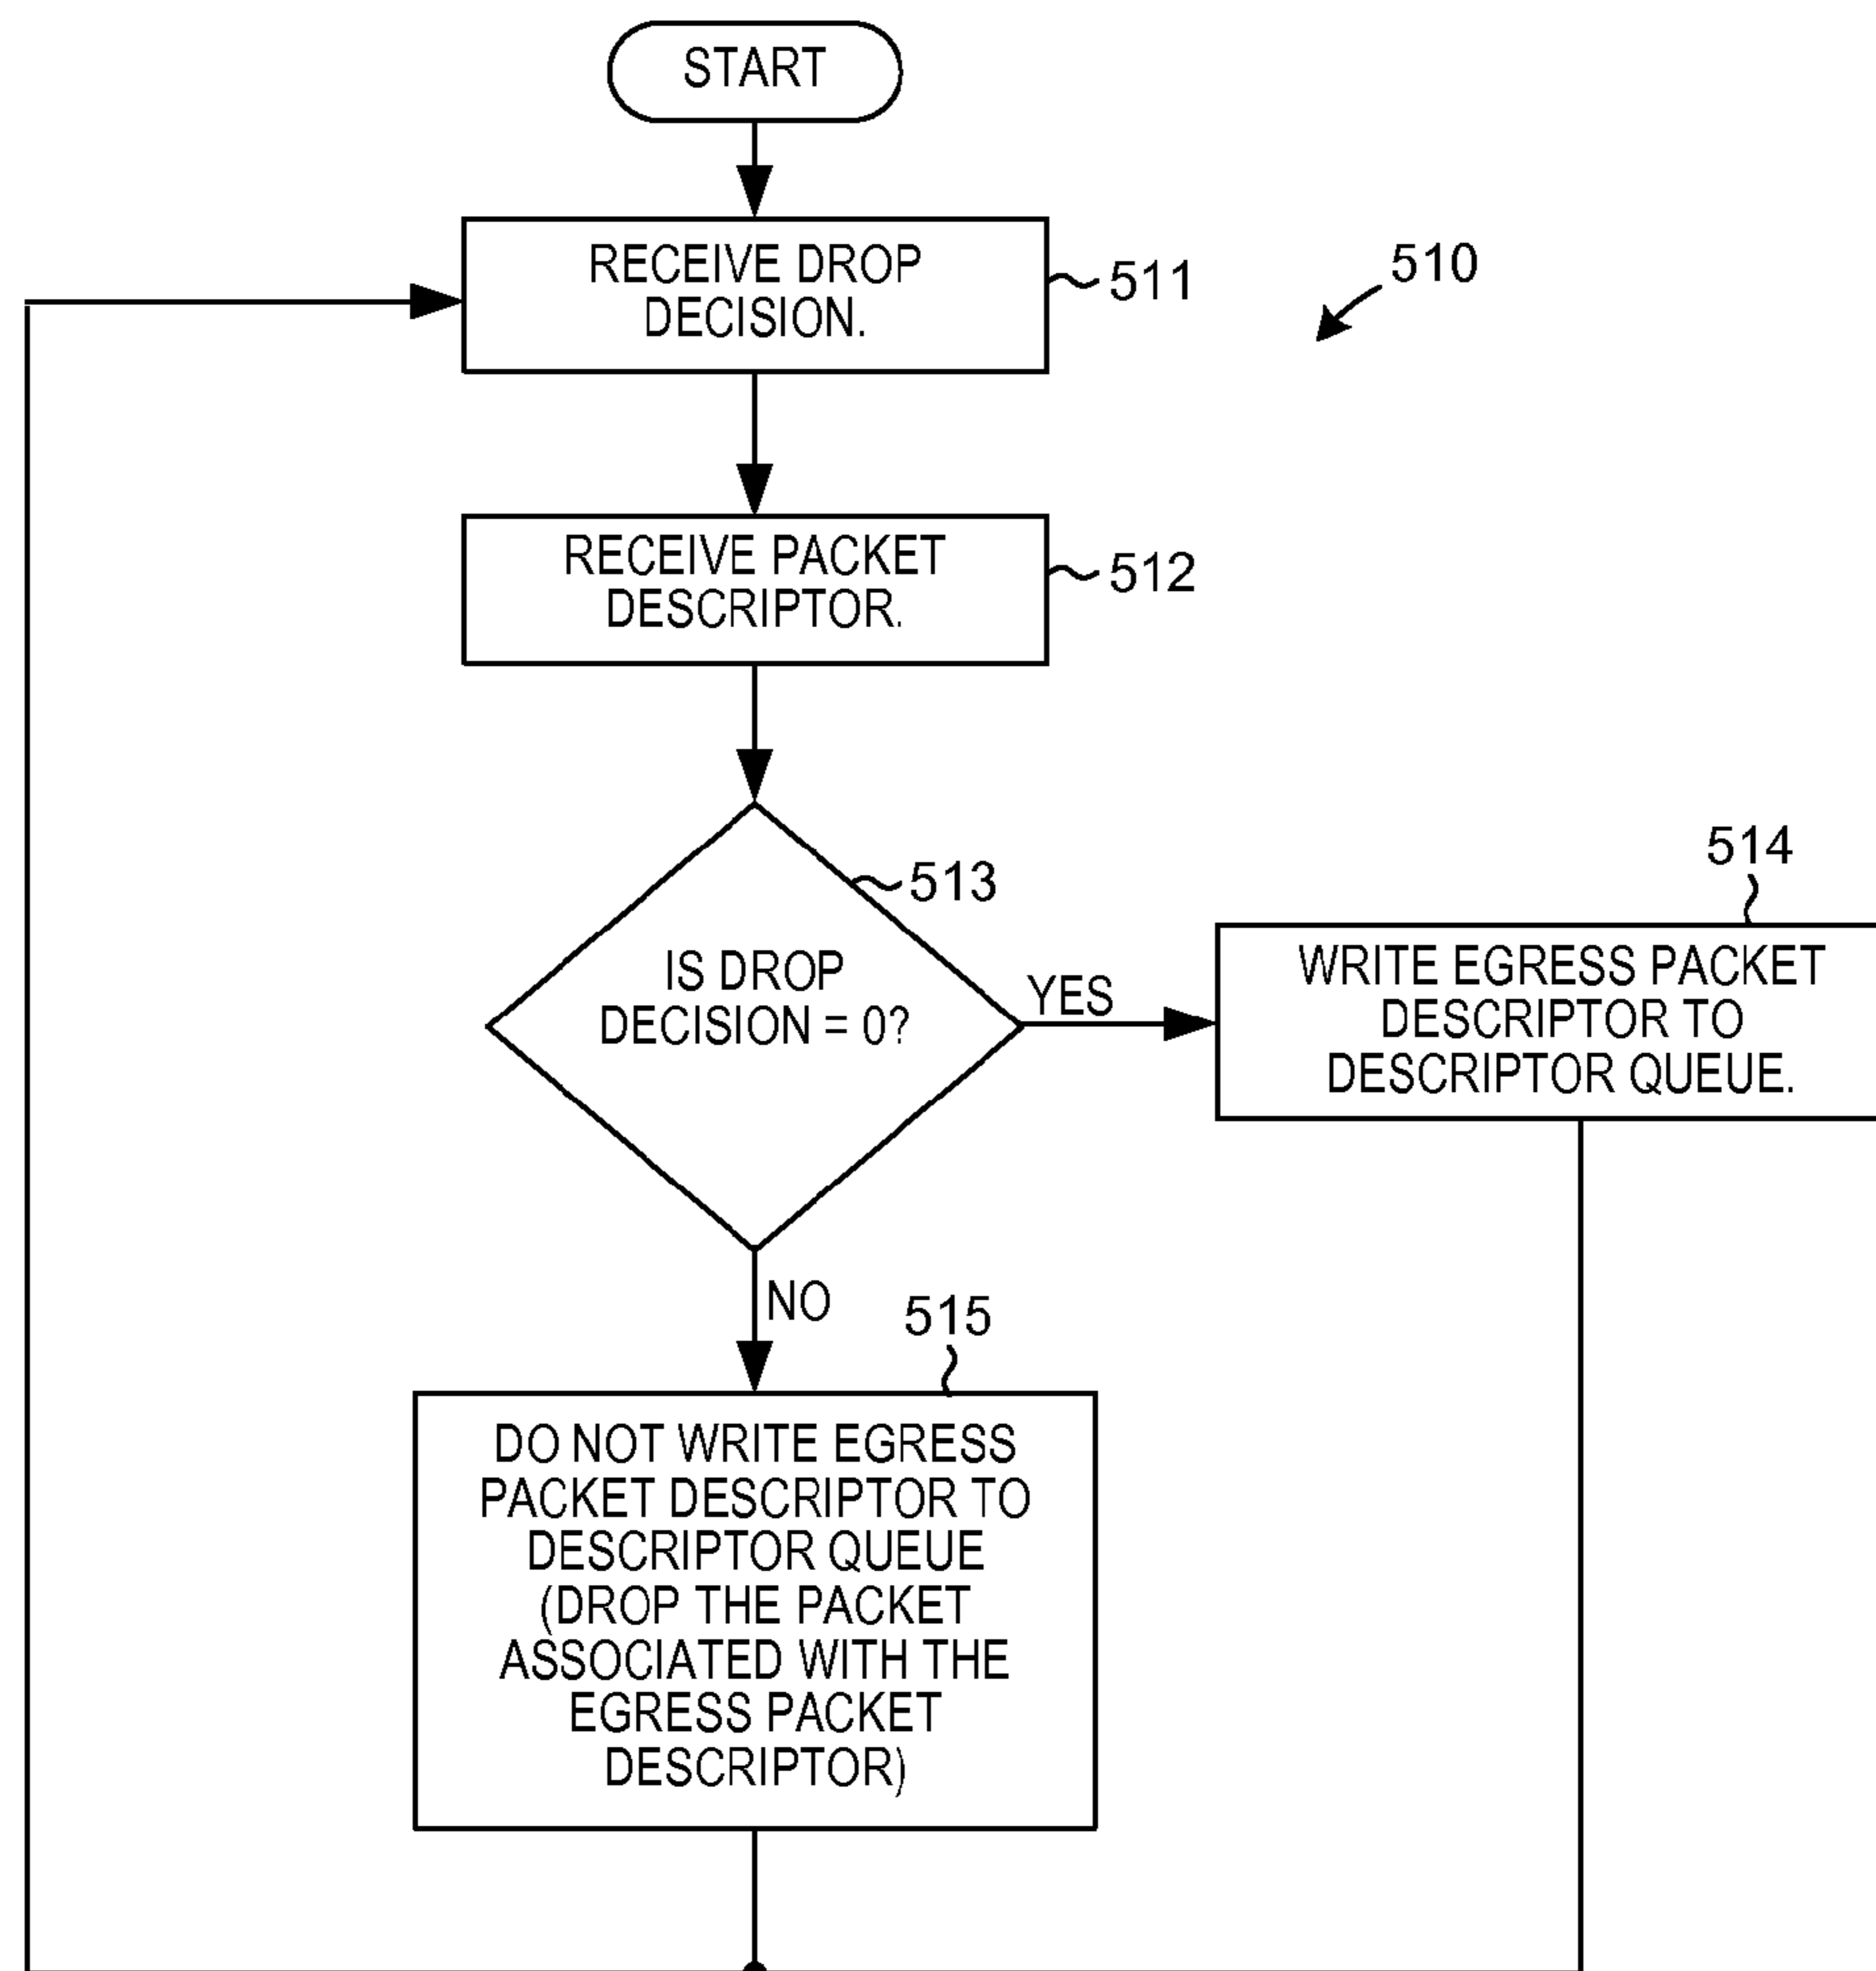 START
RECEIVE DROP
DECISION.
511
510
RECEIVE PACKET
DESCRIPTOR.
512
513
IS DROP
DECISION = 0?
YES
514
WRITE EGRESS PACKET
DESCRIPTOR TO
DESCRIPTOR QUEUE.
NO
515
DO NOT WRITE EGRESS
PACKET DESCRIPTOR TO
DESCRIPTOR QUEUE
(DROP THE PACKET
ASSOCIATED WITH THE
EGRESS PACKET
DESCRIPTOR)